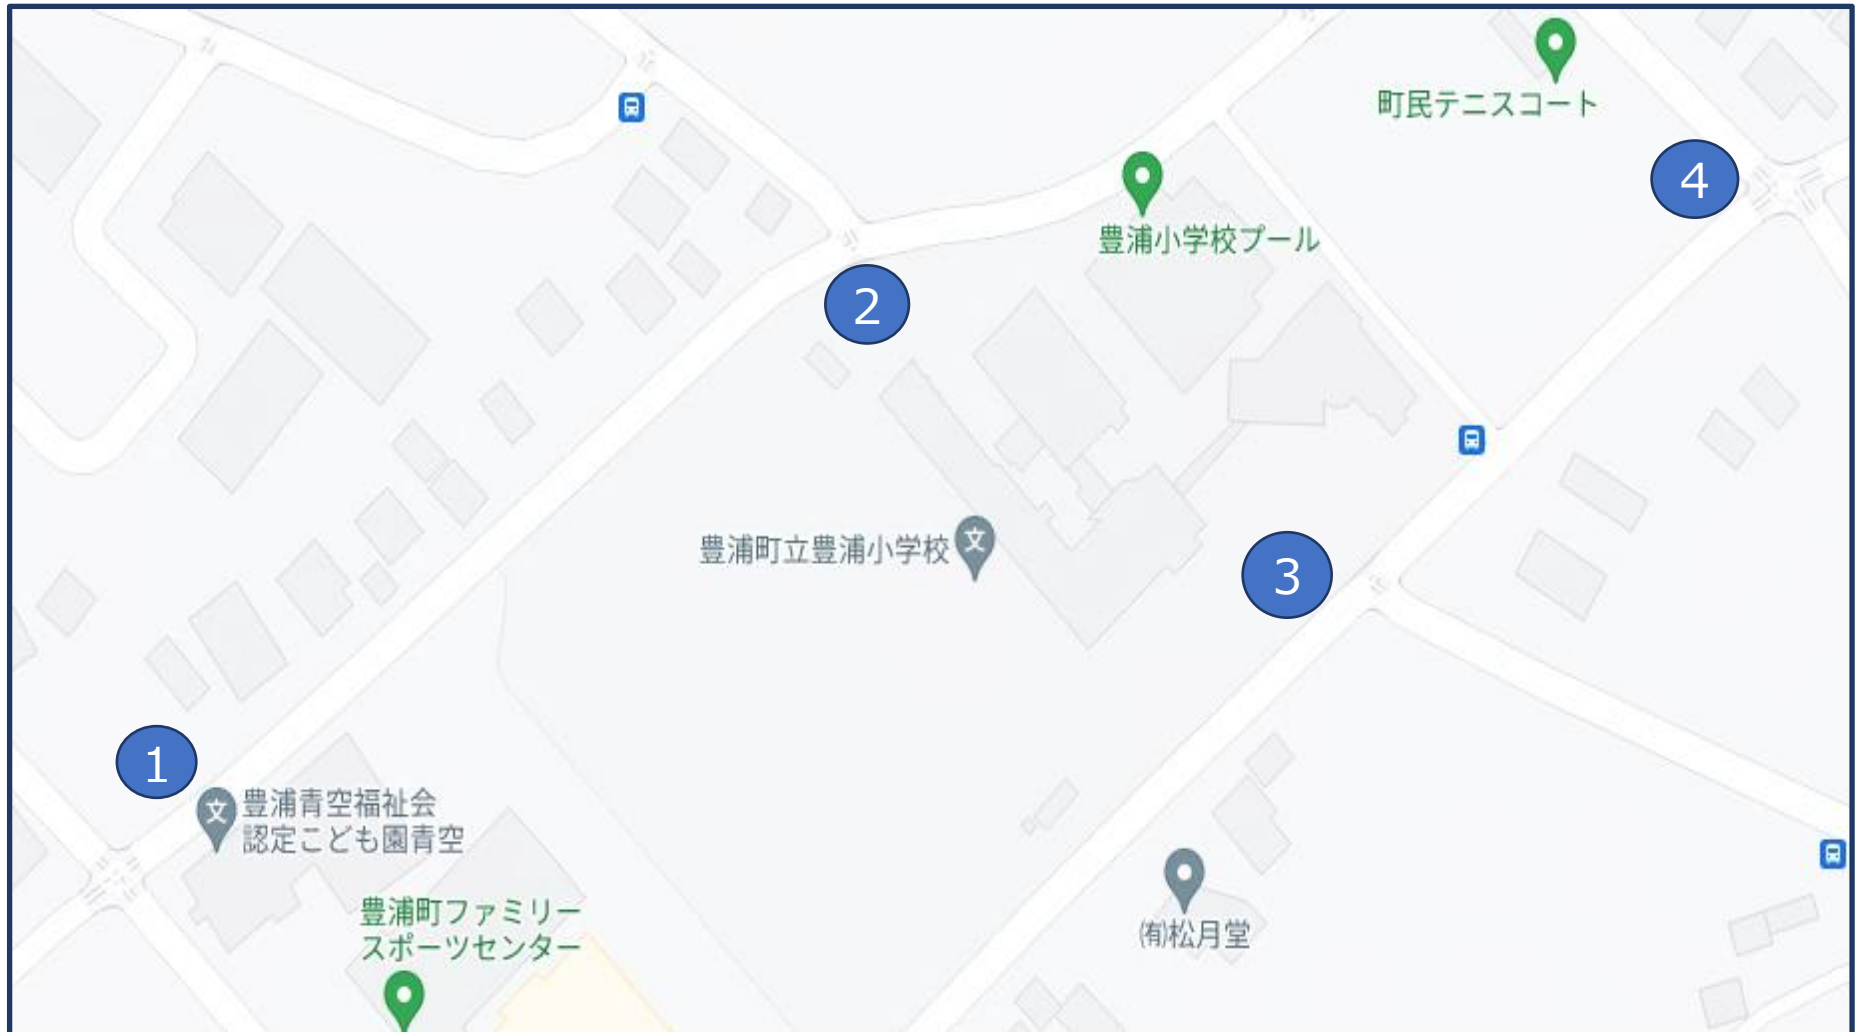 町民テニスコート
4
豊浦小学校プール
2
豊浦町立豊浦小学校
文
3
1
文
豊浦青空福祉会
認定こども園青空
豊浦町ファミリー
スポーツセンター
㈲松月堂